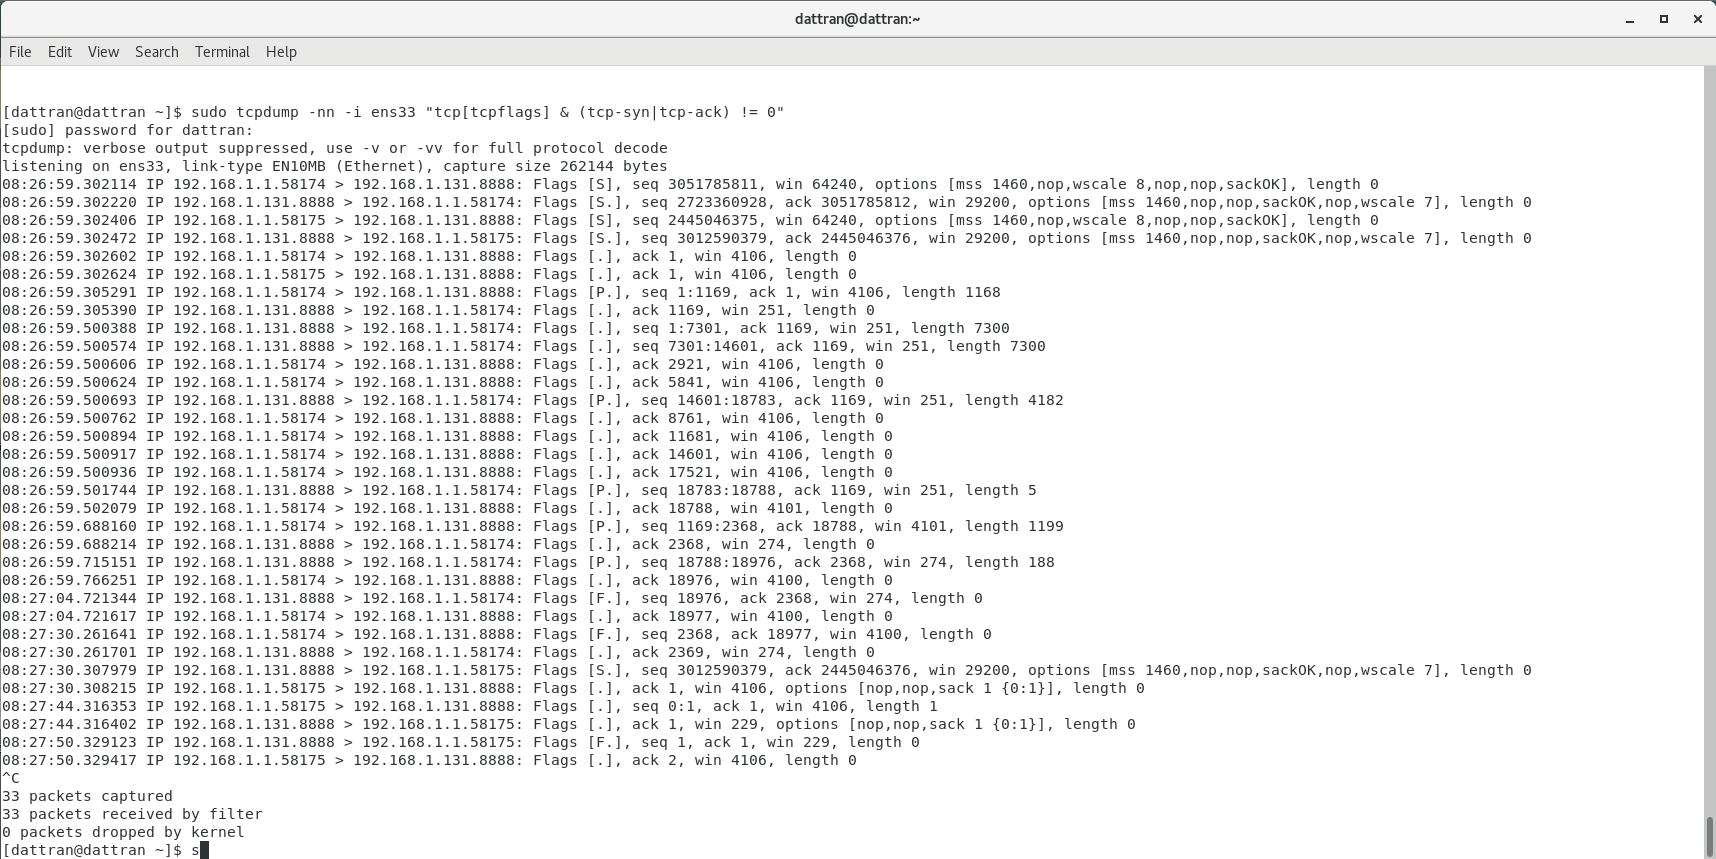 dattran@dattran:~
File Edit View Search Terminal Help
[dattran@dattran ~]$ sudo tcpdump -nn -i ens33 "tcp[tcpflags] & (tcp-syn|tcp-ack) != 0"
[sudo] password for dattran:
tcpdump: verbose output suppressed, use -v or -vv for full protocol decode
listening on ens33, link-type EN10MB (Ethernet), capture size 262144 bytes
08:26:59.302114 IP 192.168.1.1.58174 > 192.168.1.131.8888: Flags [S], seq 3051785811, win 64240, options [mss 1460,nop,wscale 8,nop,nop,sackOK], length 0
08:26:59.302220 IP 192.168.1.131.8888 > 192.168.1.1.58174: Flags [S.], seq 2723360928, ack 3051785812, win 29200, options [mss 1460,nop,nop,sackOK,nop,wscale 7], length 0
08:26:59.302406 IP 192.168.1.1.58175 > 192.168.1.131.8888: Flags [S], seq 2445046375, win 64240, options [mss 1460,nop,wscale 8,nop,nop,sackOK], length 0
08:26:59.302472 IP 192.168.1.131.8888 > 192.168.1.1.58175: Flags [S.], seq 3012590379, ack 2445046376, win 29200, options [mss 1460,nop,nop,sackOK,nop,wscale 7], length 0
08:26:59.302602 IP 192.168.1.1.58174 > 192.168.1.131.8888: Flags [.], ack 1, win 4106, length 0
08:26:59.302624 IP 192.168.1.1.58175 > 192.168.1.131.8888: Flags [.], ack 1, win 4106, length 0
08:26:59.305291 IP 192.168.1.1.58174 > 192.168.1.131.8888: Flags [P.], seq 1:1169, ack 1, win 4106, length 1168
08:26:59.305390 IP 192.168.1.131.8888 > 192.168.1.1.58174: Flags [.], ack 1169, win 251, length 0
08:26:59.500388 IP 192.168.1.131.8888 > 192.168.1.1.58174: Flags [.], seq 1:7301, ack 1169, win 251, length 7300
08:26:59.500574 IP 192.168.1.131.8888 > 192.168.1.1.58174: Flags [.], seq 7301:14601, ack 1169, win 251, length 7300
08:26:59.500606 IP 192.168.1.1.58174 > 192.168.1.131.8888: Flags [.], ack 2921, win 4106, length 0
08:26:59.500624 IP 192.168.1.1.58174 > 192.168.1.131.8888: Flags [.], ack 5841, win 4106, length 0
08:26:59.500693 IP 192.168.1.131.8888 > 192.168.1.1.58174: Flags [P.], seq 14601:18783, ack 1169, win 251, length 4182
08:26:59.500762 IP 192.168.1.1.58174 > 192.168.1.131.8888: Flags [.], ack 8761, win 4106, length 0
08:26:59.500894 IP 192.168.1.1.58174 > 192.168.1.131.8888: Flags [.], ack 11681, win 4106, length 0
08:26:59.500917 IP 192.168.1.1.58174 > 192.168.1.131.8888: Flags [.], ack 14601, win 4106, length 0
08:26:59.500936 IP 192.168.1.1.58174 > 192.168.1.131.8888: Flags [.], ack 17521, win 4106, length 0
08:26:59.501744 IP 192.168.1.131.8888 > 192.168.1.1.58174: Flags [P.], seq 18783:18788, ack 1169, win 251, length 5
08:26:59.502079 IP 192.168.1.1.58174 > 192.168.1.131.8888: Flags [.], ack 18788, win 4101, length 0
08:26:59.688160 IP 192.168.1.1.58174 > 192.168.1.131.8888: Flags [P.], seq 1169:2368, ack 18788, win 4101, length 1199
08:26:59.688214 IP 192.168.1.131.8888 > 192.168.1.1.58174: Flags [.], ack 2368, win 274, length 0
08:26:59.715151 IP 192.168.1.131.8888 > 192.168.1.1.58174: Flags [P.], seq 18788:18976, ack 2368, win 274, length 188
08:26:59.766251 IP 192.168.1.1.58174 > 192.168.1.131.8888: Flags [.], ack 18976, win 4100, length 0
08:27:04.721344 IP 192.168.1.131.8888 > 192.168.1.1.58174: Flags [F.], seq 18976, ack 2368, win 274, length 0
08:27:04.721617 IP 192.168.1.1.58174 > 192.168.1.131.8888: Flags [.], ack 18977, win 4100, length 0
08:27:30.261641 IP 192.168.1.1.58174 > 192.168.1.131.8888: Flags [F.], seq 2368, ack 18977, win 4100, length 0
08:27:30.261701 IP 192.168.1.131.8888 > 192.168.1.1.58174: Flags [.], ack 2369, win 274, length 0
08:27:30.307979 IP 192.168.1.131.8888 > 192.168.1.1.58175: Flags [S.], seq 3012590379, ack 2445046376, win 29200, options [mss 1460,nop,nop,sackOK,nop,wscale 7], length 0
08:27:30.308215 IP 192.168.1.1.58175 > 192.168.1.131.8888: Flags [.], ack 1, win 4106, options [nop,nop,sack 1 {0:1}], length 0
08:27:44.316353 IP 192.168.1.1.58175 > 192.168.1.131.8888: Flags [.], seq 0:1, ack 1, win 4106, length 1
08:27:44.316402 IP 192.168.1.131.8888 > 192.168.1.1.58175: Flags [.], ack 1, win 229, options [nop,nop,sack 1 {0:1}], length 0
08:27:50.329123 IP 192.168.1.131.8888 > 192.168.1.1.58175: Flags [F.], seq 1, ack 1, win 229, length 0
08:27:50.329417 IP 192.168.1.1.58175 > 192.168.1.131.8888: Flags [.], ack 2, win 4106, length 0
^C
33 packets captured
33 packets received by filter
0 packets dropped by kernel
[dattran@dattran ~]$ s